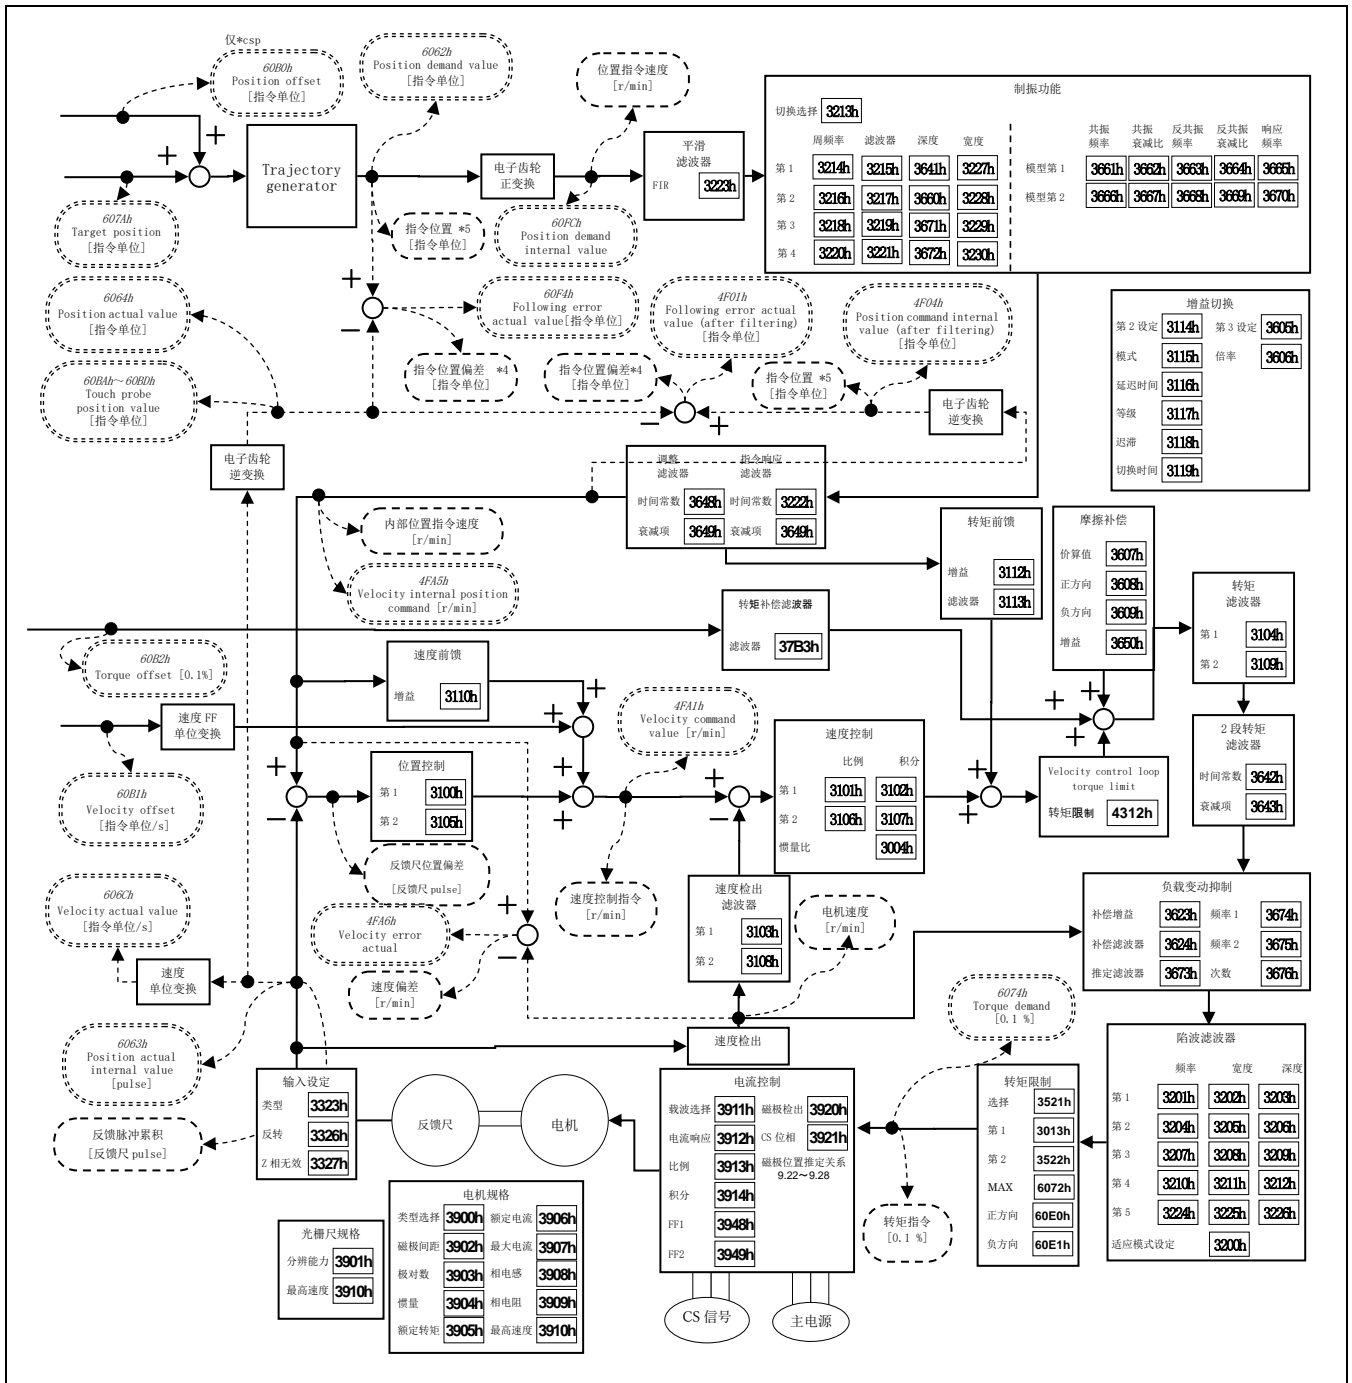 仅*csp
60B0h
Position offset
[指令单位]
6062h
Position demand value
[指令单位]
位置指令速度
[r/min]
+
+
Trajectory
generator
电子齿轮
正变换
平滑
滤波器
FIR 3223h
制振功能
切换选择 3213h
周频率 滤波器 深度 宽度
第 1 3214h 3215h 3641h 3227h
第 2 3216h 3217h 3660h 3228h
第 3 3218h 3219h 3671h 3229h
第 4 3220h 3221h 3672h 3230h
共振 共振 反共振 反共振 响应
频率 衰减比 频率 衰减比 频率
模型第 1 3661h 3662h 3663h 3664h 3665h
模型第 2 3666h 3667h 3668h 3669h 3670h
607Ah
Target position
[指令单位]
指令位置 *5
[指令单位]
60FCh
Position demand
internal value
6064h
Position actual value
[指令单位]
+
−
60F4h
Following error
actual value[指令单位]
4F01h
Following error actual
value (after filtering)
[指令单位]
4F04h
Position command internal
value (after filtering)
[指令单位]
60BAh～60BDh
Touch probe
position value
[指令单位]
指令位置偏差 *4
[指令单位]
指令位置偏差*4
[指令单位]
指令位置 *5
[指令单位]
−
+
电子齿轮
逆变换
电子齿轮
逆变换
增益切换
第 2 设定 3114h 第 3 设定 3605h
模式 3115h 倍率 3606h
延迟时间 3116h
等级 3117h
迟滞 3118h
切换时间 3119h
调整 指令响应
滤波器 滤波器
时间常数 3648h 时间常数 3222h
衰减项 3649h 衰减项 3649h
内部位置指令速度
[r/min]
4FA5h
Velocity internal position
command [r/min]
转矩前馈
增益 3112h
滤波器 3113h
摩擦补偿
价算值 3607h
正方向 3608h
负方向 3609h
增益 3650h
转矩
滤波器
第 1 3104h
第 2 3109h
转矩补偿滤波器
滤波器 37B3h
60B2h
Torque offset [0.1%]
速度前馈
增益 3110h
速度 FF
单位变换
+
+
4FA1h
Velocity command
value [r/min]
+
+
2 段转矩
滤波器
时间常数 3642h
衰减项 3643h
60B1h
Velocity offset
[指令单位/s]
+
−
位置控制
第 1 3100h
第 2 3105h
+
+
−
+
速度控制
比例 积分
第 1 3101h 3102h
第 2 3106h 3107h
惯量比 3004h
+
+
Velocity control loop
torque limit
转矩限制 4312h
反馈尺位置偏差
[反馈尺 pulse]
4FA6h
Velocity error
actual
+
−
速度控制指令
[r/min]
速度检出
滤波器
第 1 3103h
第 2 3108h
电机速度
[r/min]
负载变动抑制
补偿增益 3623h 频率 1 3674h
补偿滤波器 3624h 频率 2 3675h
推定滤波器 3673h 次数 3676h
606Ch
Velocity actual value
[指令单位/s]
速度
单位变换
速度偏差
[r/min]
6063h
Position actual
internal value
[pulse]
速度检出
6074h
Torque demand
[0.1 %]
输入设定
类型 3323h
反转 3326h
Z 相无效 3327h
反馈脉冲累积
[反馈尺 pulse]
反馈尺
电机
电流控制
载波选择 3911h 磁极检出 3920h
电流响应 3912h CS 位相 3921h
比例 3913h 磁极位置推定关系
9.22～9.28
积分 3914h
FF1 3948h
FF2 3949h
转矩限制
选择 3521h
第 1 3013h
第 2 3522h
MAX 6072h
正方向 60E0h
负方向 60E1h
转矩指令
[0.1 %]
陷波滤波器
频率 宽度 深度
第 1 3201h 3202h 3203h
第 2 3204h 3205h 3206h
第 3 3207h 3208h 3209h
第 4 3210h 3211h 3212h
第 5 3224h 3225h 3226h
适应模式设定 3200h
光栅尺规格
分辨能力 3901h
最高速度 3910h
电机规格
类型选择 3900h 额定电流 3906h
磁极间距 3902h 最大电流 3907h
极对数 3903h 相电感 3908h
惯量 3904h 相电阻 3909h
额定转矩 3905h 最高速度 3910h
CS 信号
主电源